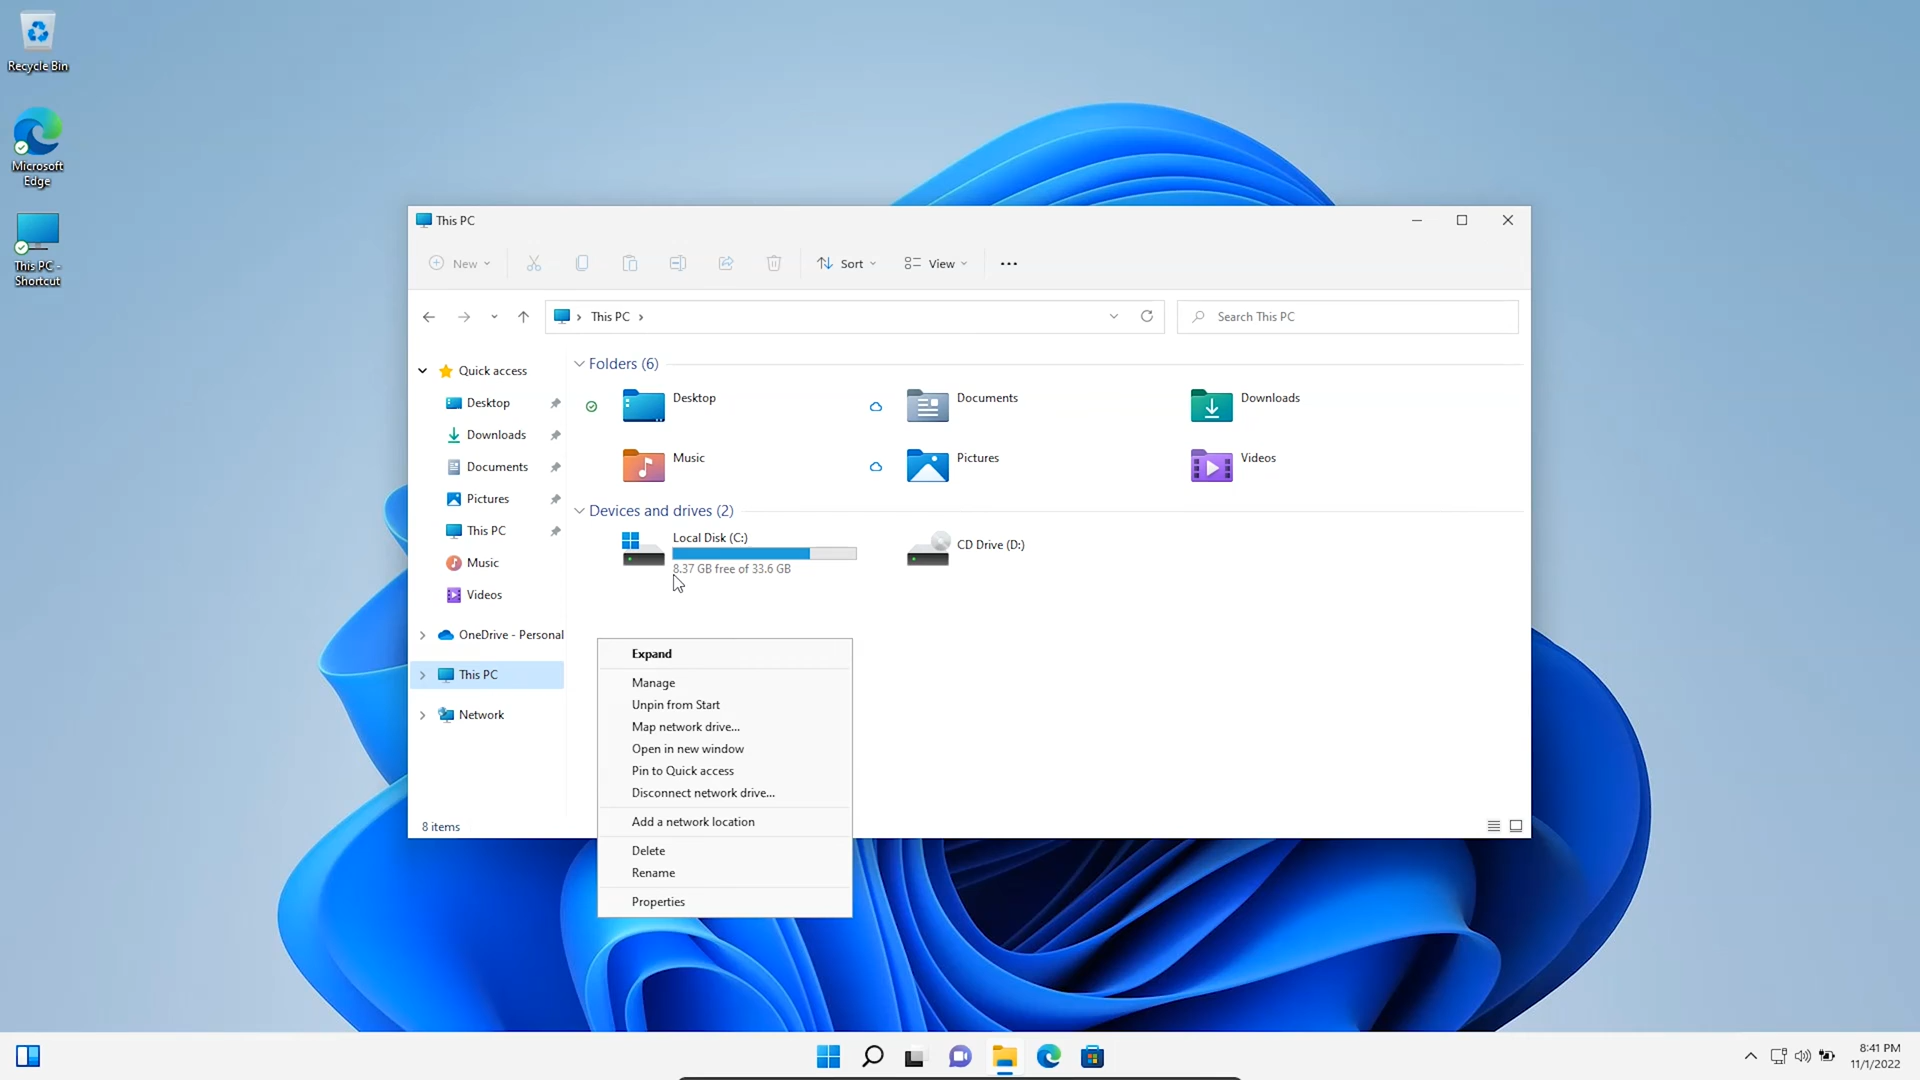 Recycle Bin
Microsoft
Edge
This PC -
Shortcut
This PC
New
Sort
View
This PC
Search This PC
Quick access
Desktop
Downloads
Documents
Pictures
This PC
Music
Videos
OneDrive - Personal
This PC
Network
Folders (6)
Desktop
Documents
Downloads
Music
Pictures
Videos
Devices and drives (2)
Local Disk (C:)
8.37 GB free of 33.6 GB
CD Drive (D:)
Expand
Manage
Unpin from Start
Map network drive...
Open in new window
Pin to Quick access
Disconnect network drive...
Add a network location
Delete
Rename
Properties
8 items
8:41 PM
11/1/2022